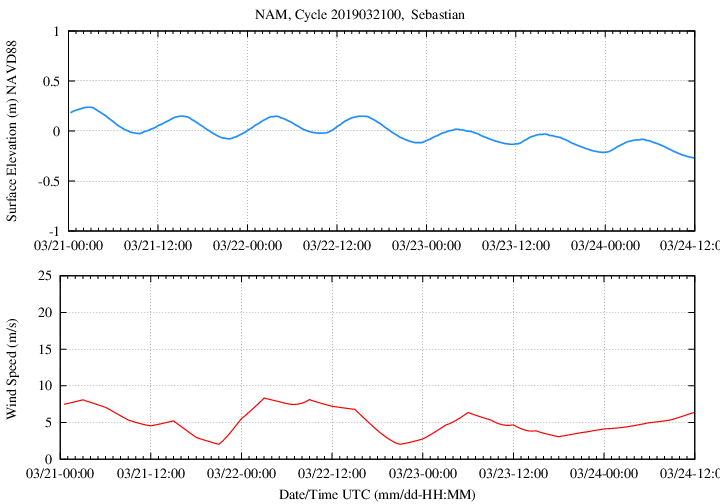 NAM, Cycle 2019032100,  Sebastian
Surface Elevation (m) NAVD88
1
0.5
0
-0.5
-1
03/21-00:00 03/21-12:00 03/22-00:00 03/22-12:00 03/23-00:00 03/23-12:00 03/24-00:00 03/24-12:0
Wind Speed (m/s)
25
20
15
10
5
0
03/21-00:00 03/21-12:00 03/22-00:00 03/22-12:00 03/23-00:00 03/23-12:00 03/24-00:00 03/24-12:0
Date/Time UTC (mm/dd-HH:MM)